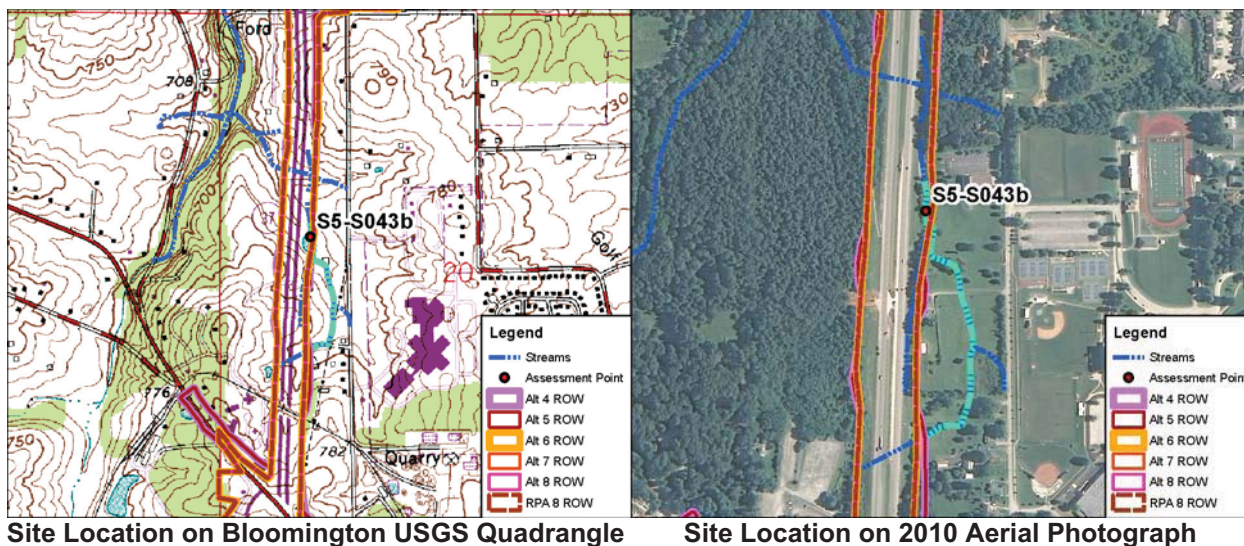 Ford
750
708
790
730
700
780
S5-S043b
20
Golf
776
750
782
Quarry
Legend
Streams
Assessment Point
Alt 4 ROW
Alt 5 ROW
Alt 6 ROW
Alt 7 ROW
Alt 8 ROW
RPA 8 ROW
S5-S043b
Legend
Streams
Assessment Point
Alt 4 ROW
Alt 5 ROW
Alt 6 ROW
Alt 7 ROW
Alt 8 ROW
RPA 8 ROW
Site Location on Bloomington USGS Quadrangle
Site Location on 2010 Aerial Photograph